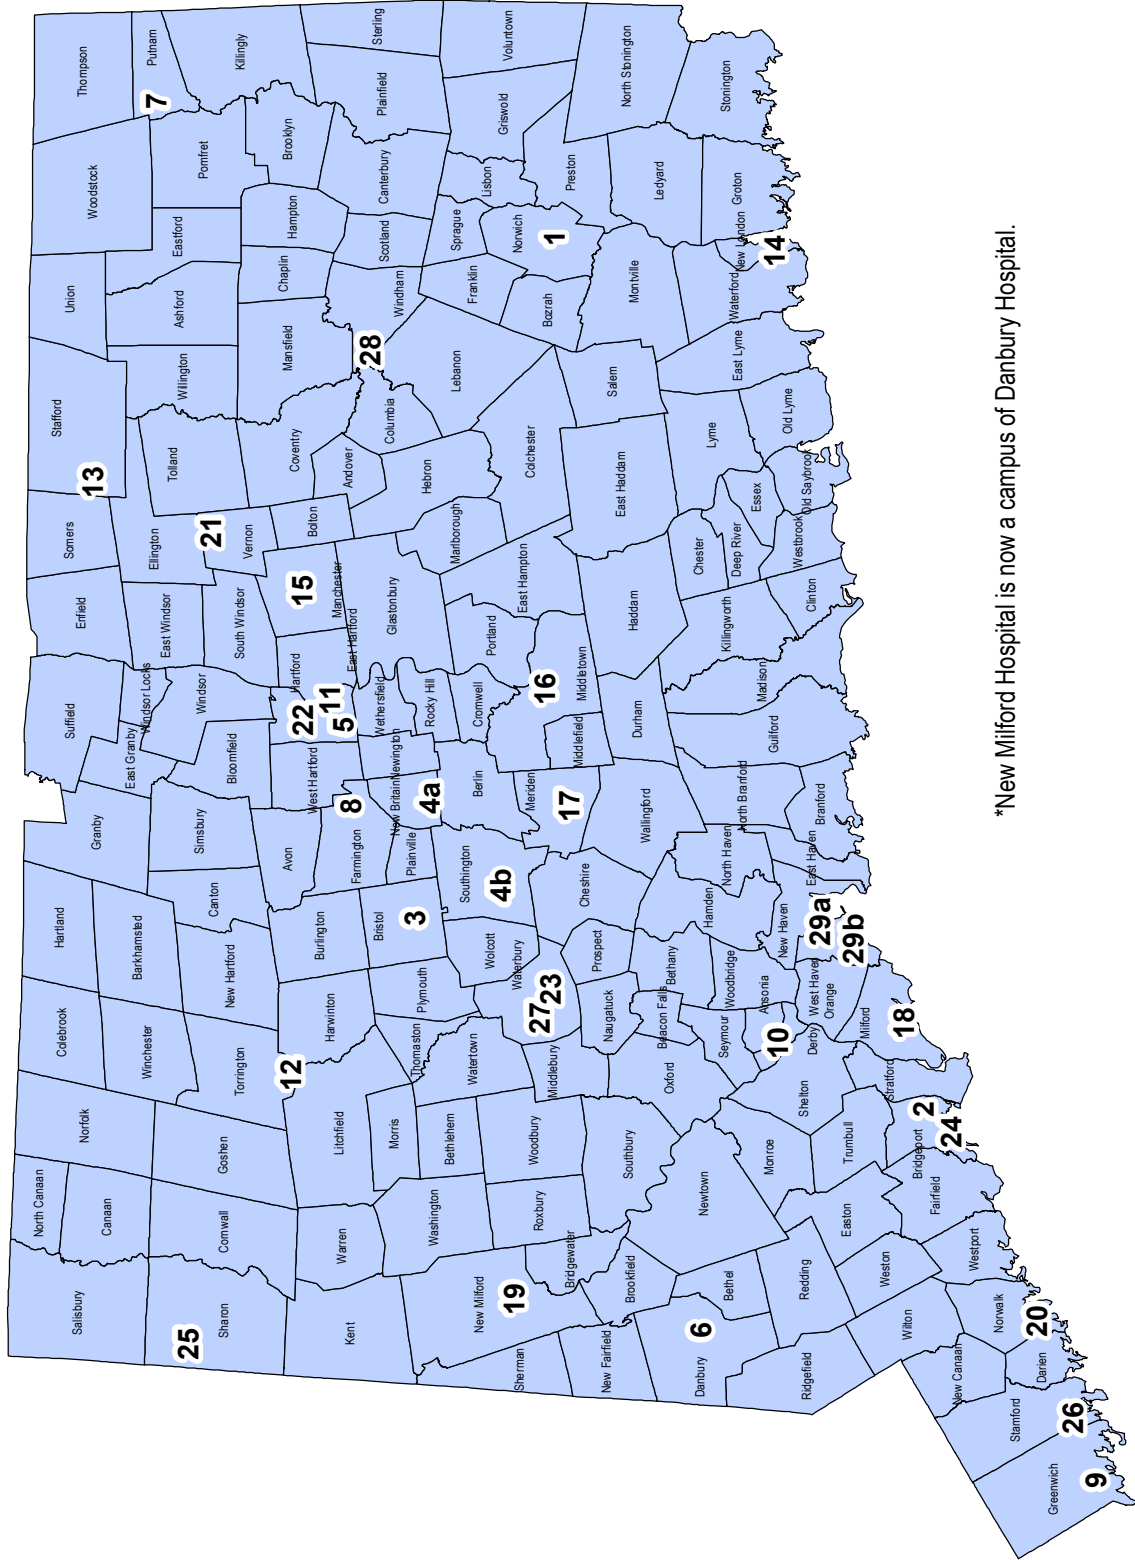 Salisbury
North Canaan
Canaan
Norfolk
Colebrook
Hartland
Granby
Suffield
Enfield
Somers
Stafford
Union
Woodstock
Thompson
Winchester
Barkhamsted
East Granby
Windsor Locks
13
Putnam
7
25
Sharon
Cornwall
Goshen
Torrington
New Hartford
Canton
Simsbury
Bloomfield
Windsor
East Windsor
Ellington
Tolland
Willington
Ashford
Eastford
Pomfret
Killingly
South Windsor
21
Vernon
12
Kent
Warren
Litchfield
Harwinton
Burlington
Avon
West Hartford
22
Hartford
15
Bolton
Coventry
Mansfield
Chaplin
Hampton
Brooklyn
5
11
East Hartford
Manchester
Andover
8
Morris
Thomaston
Plymouth
Bristol
3
Farmington
Plainville
New Britain
4a
Newington
Wethersfield
Rocky Hill
Glastonbury
Hebron
Columbia
28
Windham
Scotland
Canterbury
Plainfield
Sterling
New Milford
19
Washington
Bethlehem
Watertown
Wolcott
Southington
4b
Berlin
Cromwell
Portland
Marlborough
Lebanon
Franklin
Sprague
Lisbon
Griswold
Voluntown
Sherman
Bridgewater
Roxbury
Woodbury
Middlebury
Waterbury
27
23
Cheshire
Meriden
17
Middlefield
Middletown
16
East Hampton
Colchester
Bozrah
Norwich
1
Preston
North Stonington
New Fairfield
Brookfield
Southbury
Oxford
Naugatuck
Beacon Falls
Prospect
Bethany
Wallingford
Durham
Haddam
East Haddam
Salem
Montville
Ledyard
Danbury
6
Bethel
Newtown
Monroe
Shelton
Seymour
10
Ansonia
Derby
Woodbridge
Hamden
North Haven
North Branford
Guilford
Madison
Killingworth
Chester
Deep River
Essex
Lyme
East Lyme
Waterford
New London
14
Groton
Stonington
Ridgefield
Redding
Easton
Trumbull
Stratford
Milford
18
Orange
West Haven
New Haven
29a
29b
East Haven
Branford
Clinton
Westbrook
Old Saybrook
Old Lyme
Wilton
Weston
Fairfield
Bridgeport
2
24
Westport
Norwalk
20
New Canaan
Darien
Stamford
26
Greenwich
9
*New Milford Hospital is now a campus of Danbury Hospital.